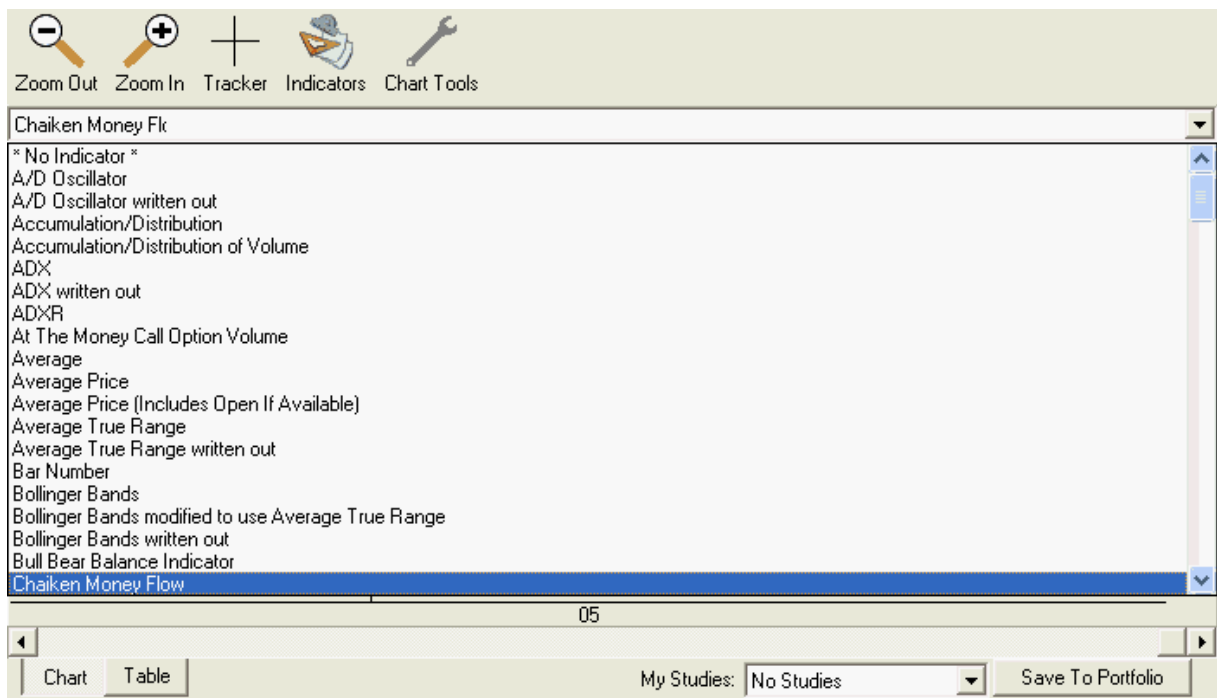 Zoom Out Zoom In Tracker Indicators Chart Tools
Chaiken Money Flo
* No Indicator *
A/D Oscillator
A/D Oscillator written out
Accumulation/Distribution
Accumulation/Distribution of Volume
ADX
ADX written out
ADXR
At The Money Call Option Volume
Average
Average Price
Average Price (Includes Open If Available)
Average True Range
Average True Range written out
Bar Number
Bollinger Bands
Bollinger Bands modified to use Average True Range
Bollinger Bands written out
Bull Bear Balance Indicator
Chaiken Money Flow
05
Chart Table My Studies: No Studies Save To Portfolio